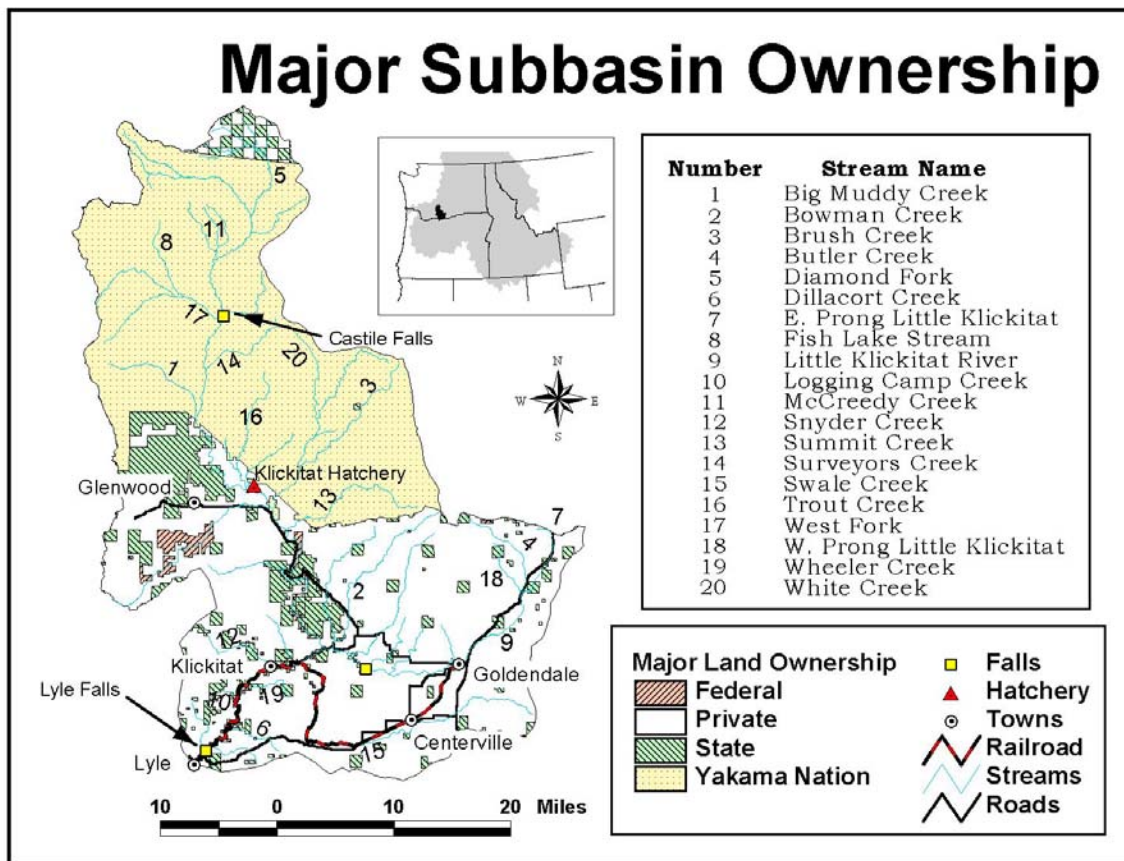 Major Subbasin Ownership
Number Stream Name
1 Big Muddy Creek
2 Bowman Creek
3 Brush Creek
4 Butler Creek
5 Diamond Fork
6 Dillacort Creek
7 E. Prong Little Klickitat
8 Fish Lake Stream
9 Little Klickitat River
10 Logging Camp Creek
11 McCreedy Creek
12 Snyder Creek
13 Summit Creek
14 Surveyors Creek
15 Swale Creek
16 Trout Creek
17 West Fork
18 W. Prong Little Klickitat
19 Wheeler Creek
20 White Creek
5
11
8
17
Castile Falls
14
20
1
3
16
Klickitat Hatchery
Glenwood
13
7
4
18
2
9
12
Klickitat
Goldendale
Lyle Falls
10
19
6
Centerville
15
Lyle
N
W E
S
10 0 10 20 Miles
Major Land Ownership
Federal
Private
State
Yakama Nation
Falls
Hatchery
Towns
Railroad
Streams
Roads